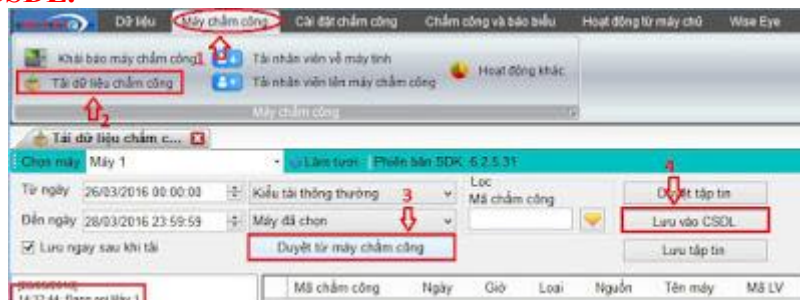 CSDL.
Dữ liệu Máy chấm công Cài đặt chấm công Chấm công và báo biểu Hoạt động từ máy chủ Wise Eye
Khai báo máy chấm công 1 Tải nhân viên về máy tính
Tải dữ liệu chấm công Tải nhân viên lên máy chấm công Hoạt động khác
2 Máy chấm công
Tải dữ liệu chấm c...
Chọn máy Máy 1 Làm tươi Phiên bản SDK: 6.2.5.31
4
Từ ngày 26/03/2016 00:00:00 Kiểu tải thông thường 3 Lọc Mã chấm công Duyệt tập tin
Đến ngày 28/03/2016 23:59:59 Máy đã chọn Lưu vào CSDL
Lưu ngay sau khi tải Duyệt từ máy chấm công Lưu tập tin
Mã chấm công Ngày Giờ Loại Nguồn Tên máy Mã LV